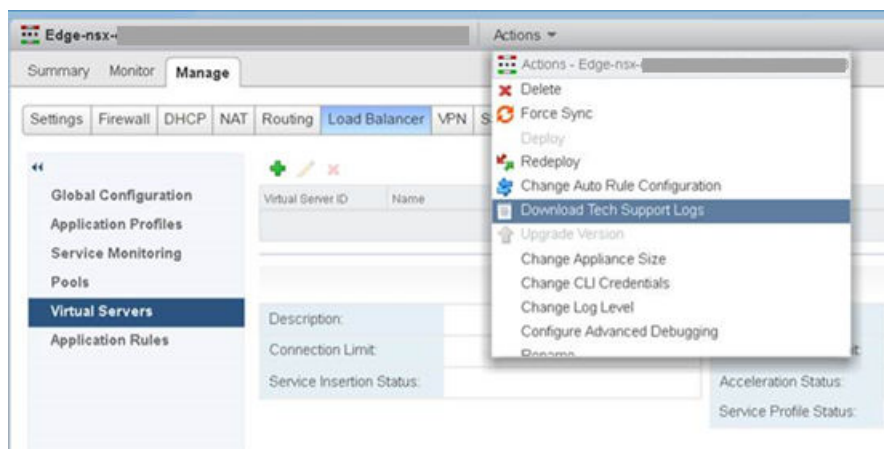 Edge-nsx-
Actions
Summary Monitor Manage
Actions - Edge-nsx-
Settings Firewall DHCP NAT Routing Load Balancer VPN
Delete
Force Sync
Deploy
Redeploy
Change Auto Rule Configuration
Download Tech Support Logs
Upgrade Version
Change Appliance Size
Change CLI Credentials
Change Log Level
Configure Advanced Debugging
Rename
Global Configuration
Application Profiles
Service Monitoring
Pools
Virtual Servers
Application Rules
Virtual Server ID Name
Description:
Connection Limit:
Service Insertion Status:
Acceleration Status:
Service Profile Status: